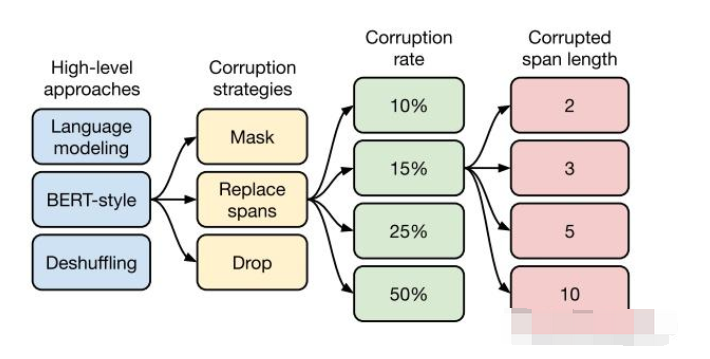 High-level
approaches
Language
modeling
BERT-style
Deshuffling
Corruption
strategies
Mask
Replace
spans
Drop
Corruption
rate
10%
15%
25%
50%
Corrupted
span length
2
3
5
10